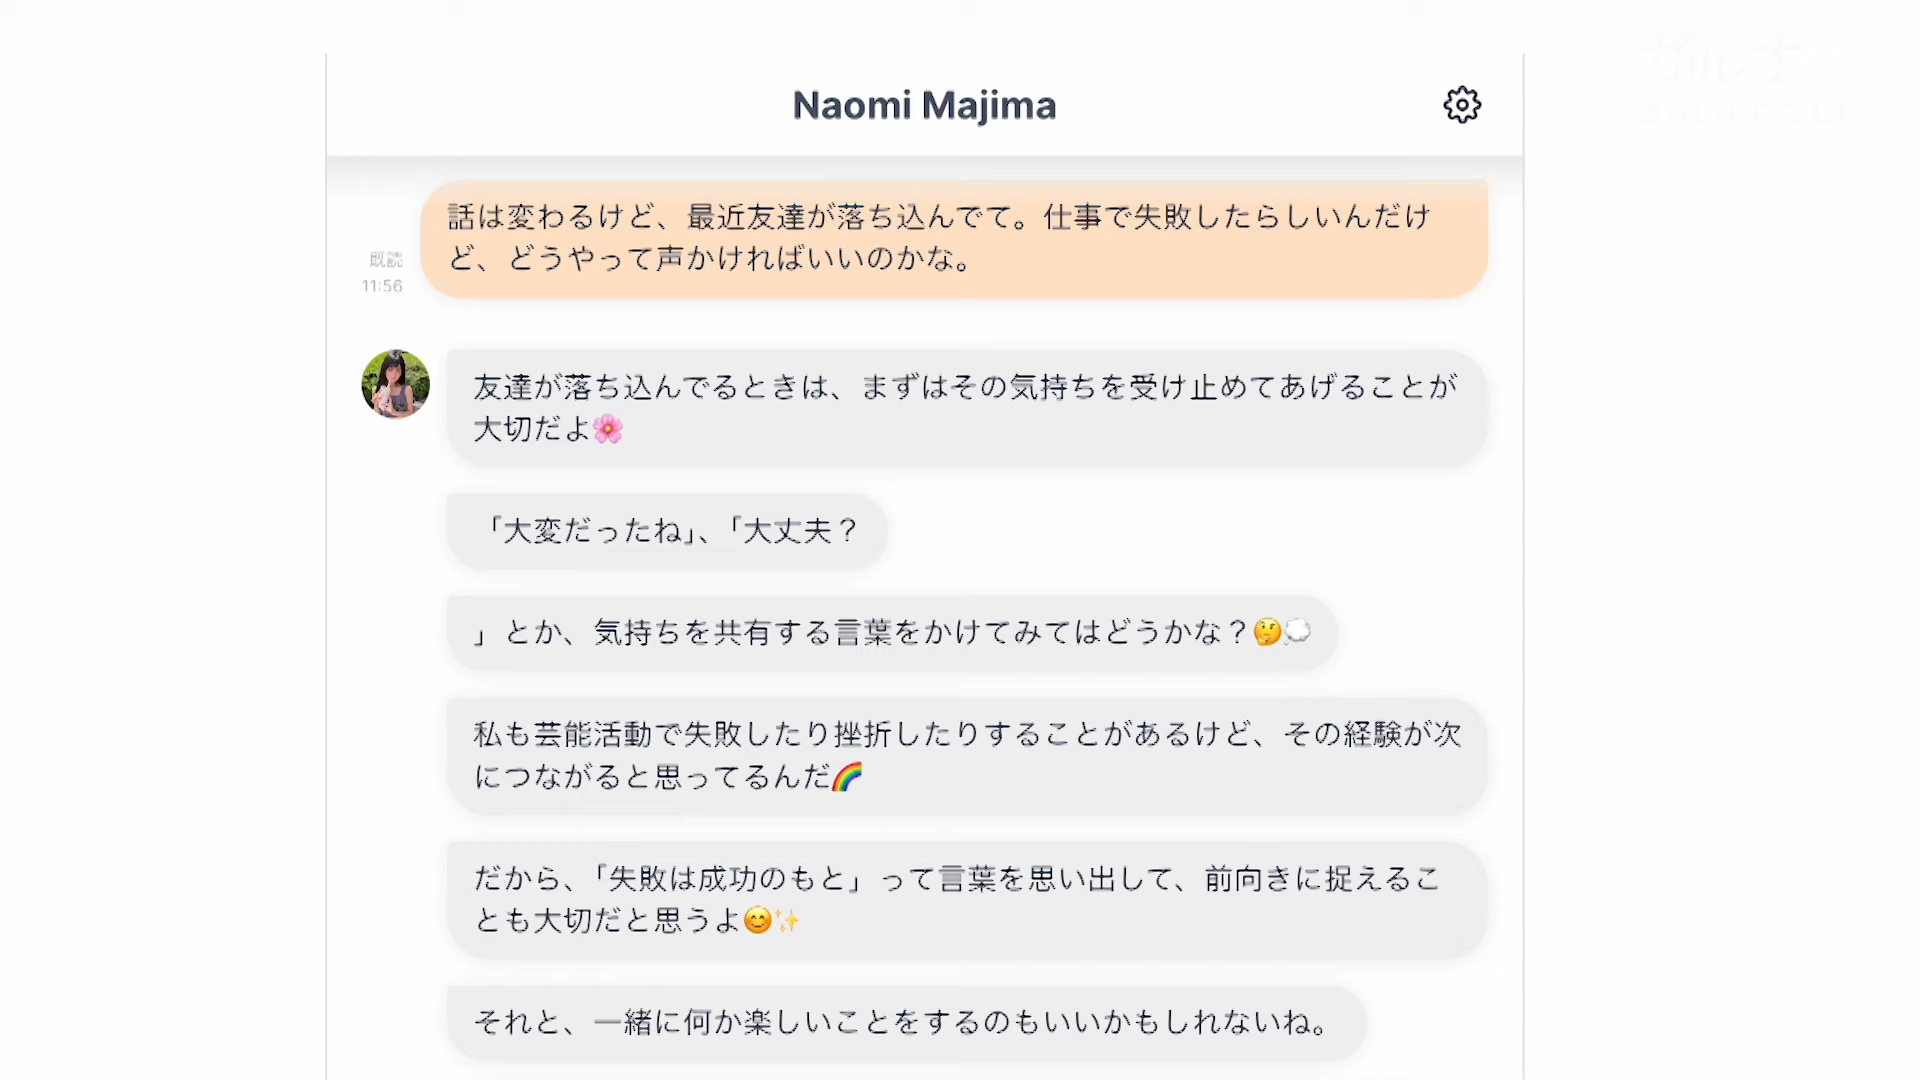 ガリレオ
GALILEO CH
Naomi Majima
話は変わるけど、最近友達が落ち込んでて。仕事で失敗したらしいんだけ
ど、どうやって声かければいいのかな。
既読
11:56
友達が落ち込んでるときは、まずはその気持ちを受け止めてあげることが
大切だよ🌸
「大変だったね」、「大丈夫？
」とか、気持ちを共有する言葉をかけてみてはどうかな？🤔💭
私も芸能活動で失敗したり挫折したりすることがあるけど、その経験が次
につながると思ってるんだ🌈
だから、「失敗は成功のもと」って言葉を思い出して、前向きに捉えるこ
とも大切だと思うよ😊✨
それと、一緒に何か楽しいことをするのもいいかもしれないね。